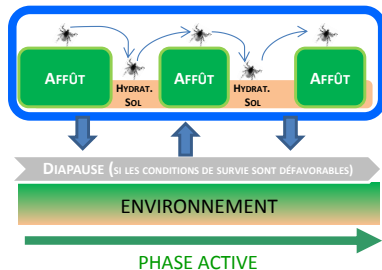 AFFÛT
HYDRAT.
SOL
AFFÛT
HYDRAT.
SOL
AFFÛT
DIAPAUSE (SI LES CONDITIONS DE SURVIE SONT DÉFAVORABLES)
ENVIRONNEMENT
PHASE ACTIVE